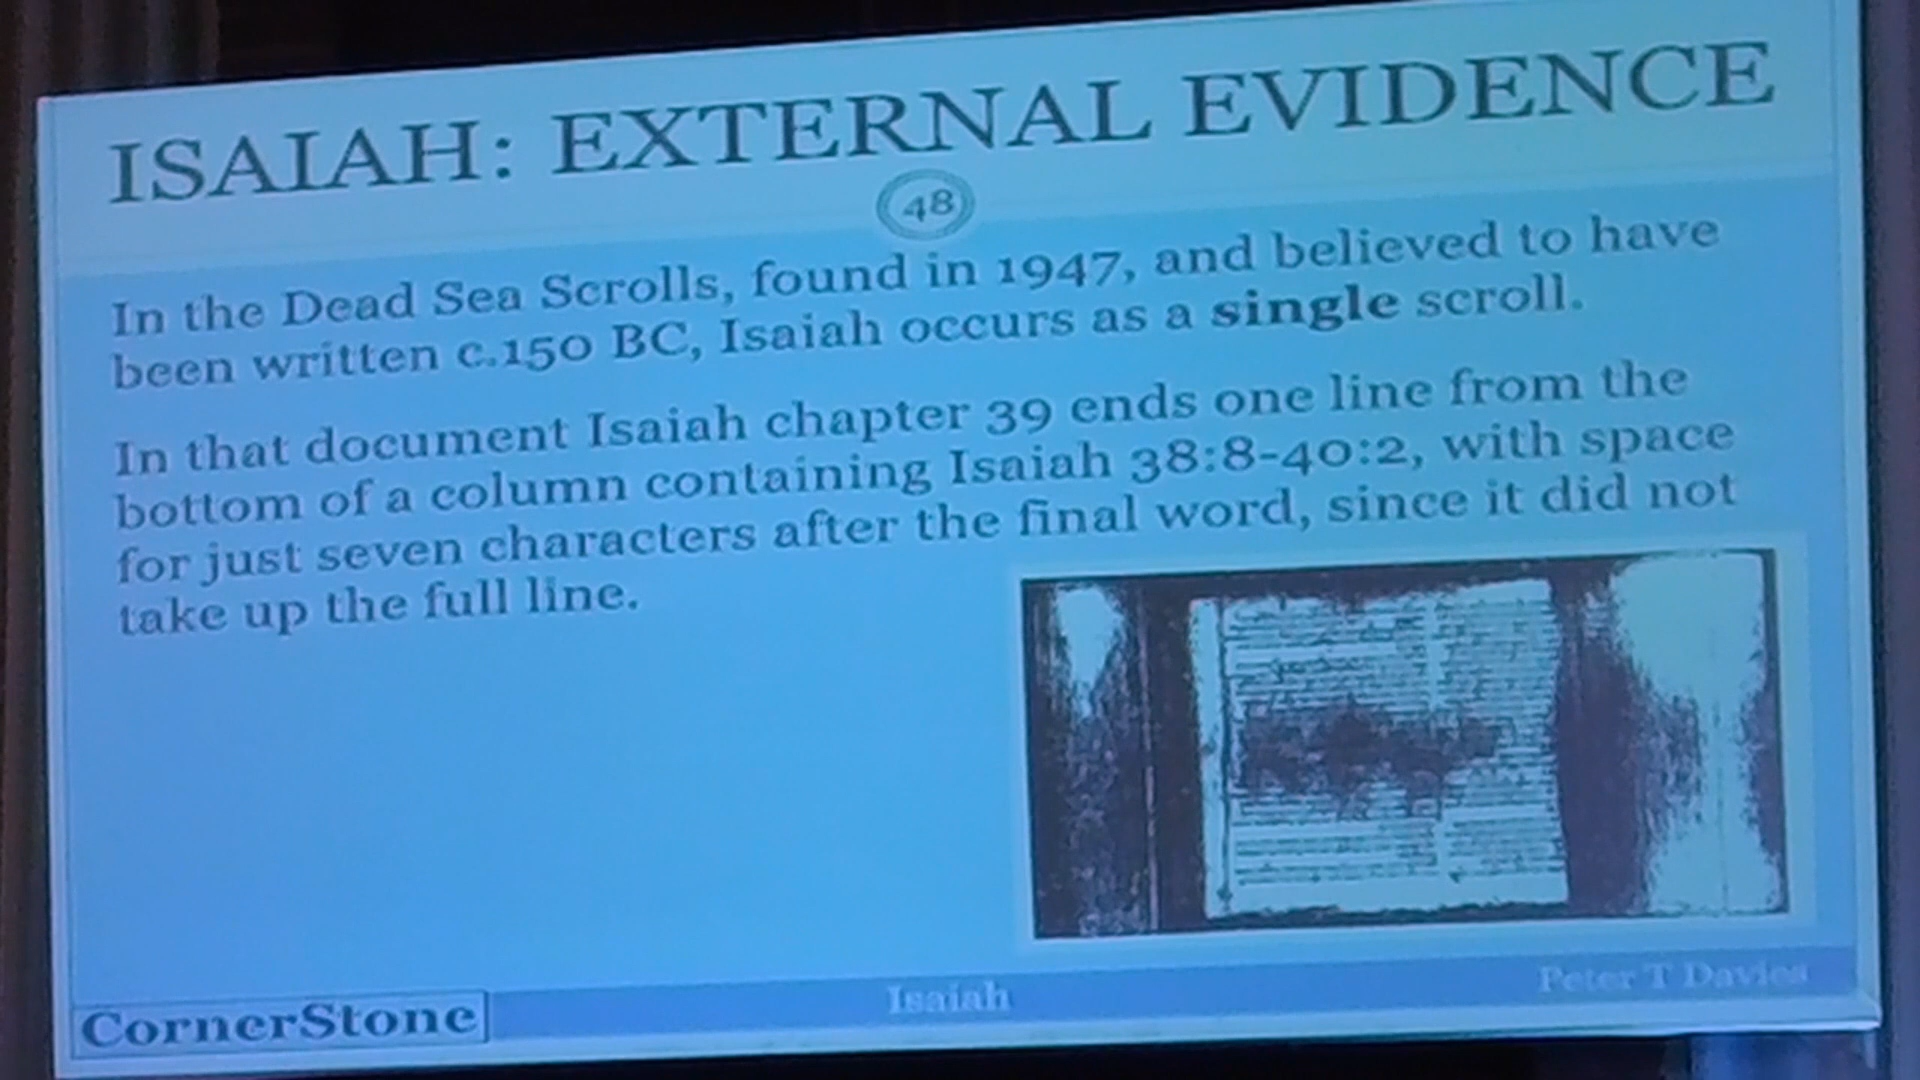 ISAIAH: EXTERNAL EVIDENCE
48
In the Dead Sea Scrolls, found in 1947, and believed to have
been written c.150 BC, Isaiah occurs as a single scroll.
In that document Isaiah chapter 39 ends one line from the
bottom of a column containing Isaiah 38:8-40:2, with space
for just seven characters after the final word, since it did not
take up the full line.
CornerStone
Isaiah
Peter T Davies